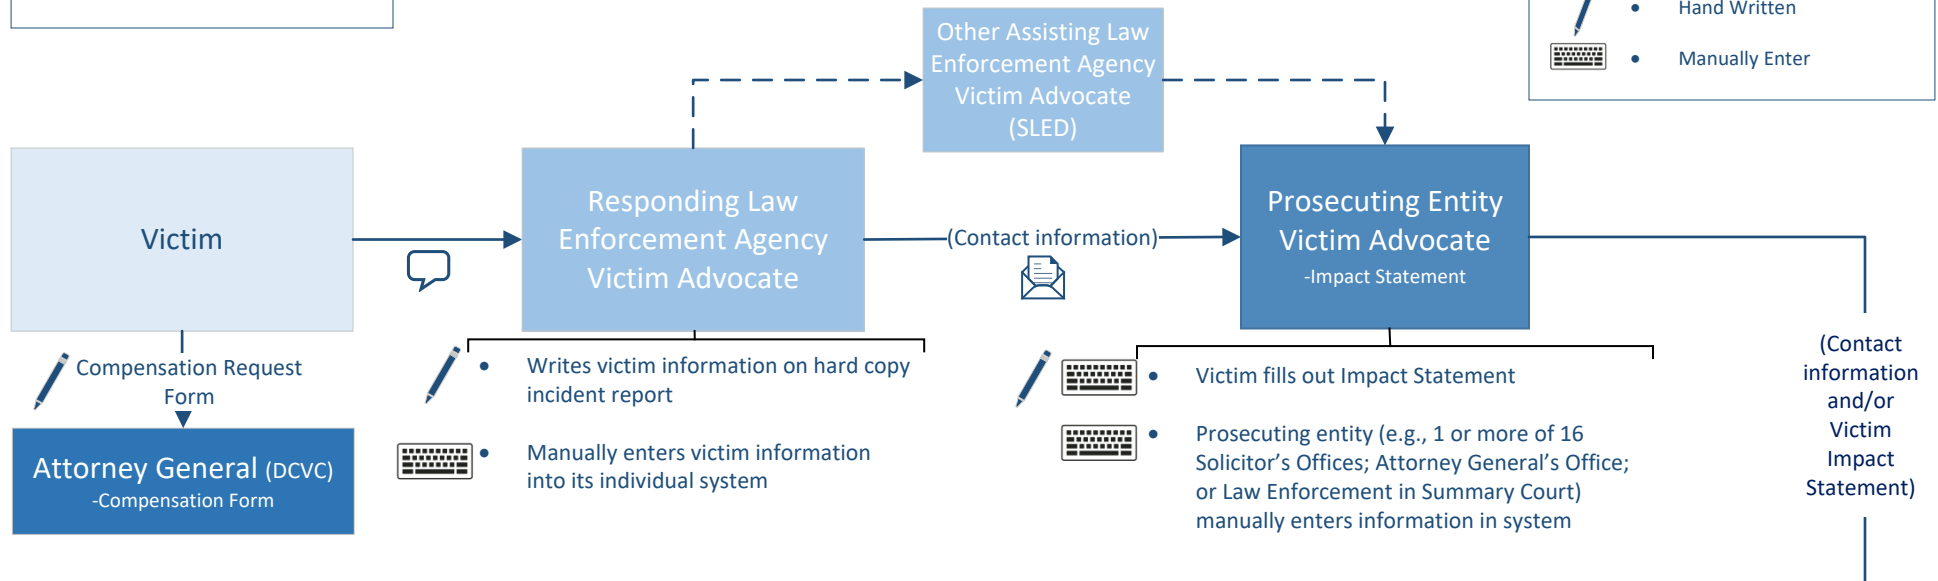 • Hand Written
• Manually Enter
Other Assisting Law
Enforcement Agency
Victim Advocate
(SLED)
Victim
Responding Law
Enforcement Agency
Victim Advocate
(Contact information)
Prosecuting Entity
Victim Advocate
-Impact Statement
Compensation Request
Form
Attorney General (DCVC)
-Compensation Form
• Writes victim information on hard copy
incident report
• Manually enters victim information
into its individual system
• Victim fills out Impact Statement
• Prosecuting entity (e.g., 1 or more of 16
Solicitor’s Offices; Attorney General’s Office;
or Law Enforcement in Summary Court)
manually enters information in system
(Contact
information
and/or
Victim
Impact
Statement)